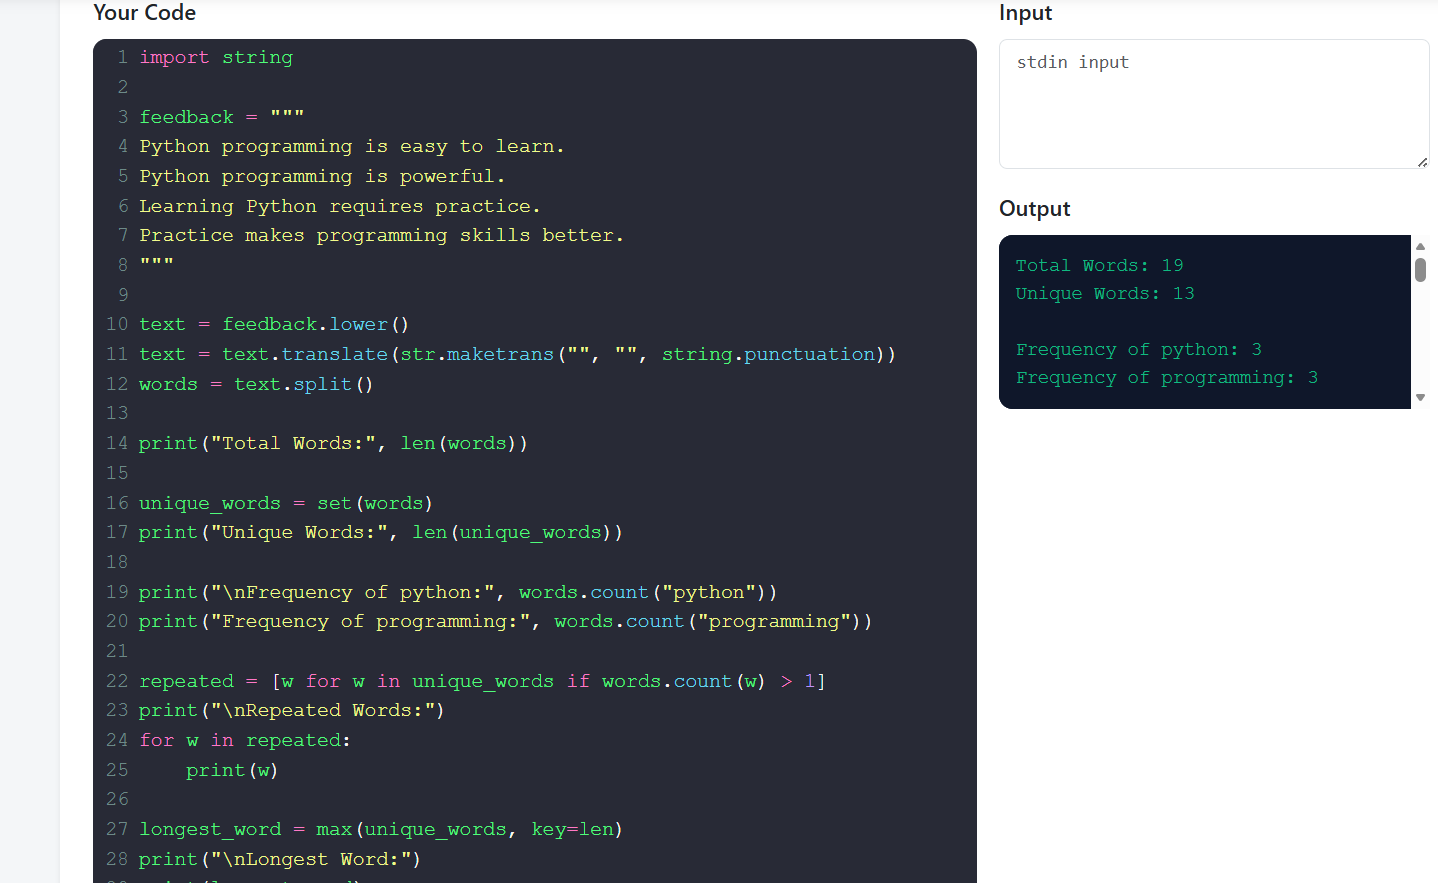 Your Code
1 import string
2
3 feedback = """
4 Python programming is easy to learn.
5 Python programming is powerful.
6 Learning Python requires practice.
7 Practice makes programming skills better.
8 """
9
10 text = feedback.lower()
11 text = text.translate(str.maketrans("", "", string.punctuation))
12 words = text.split()
13
14 print("Total Words:", len(words))
15
16 unique_words = set(words)
17 print("Unique Words:", len(unique_words))
18
19 print("\nFrequency of python:", words.count("python"))
20 print("Frequency of programming:", words.count("programming"))
21
22 repeated = [w for w in unique_words if words.count(w) > 1]
23 print("\nRepeated Words:")
24 for w in repeated:
25     print(w)
26
27 longest_word = max(unique_words, key=len)
28 print("\nLongest Word:")
Input
stdin input
Output
Total Words: 19
Unique Words: 13
Frequency of python: 3
Frequency of programming: 3